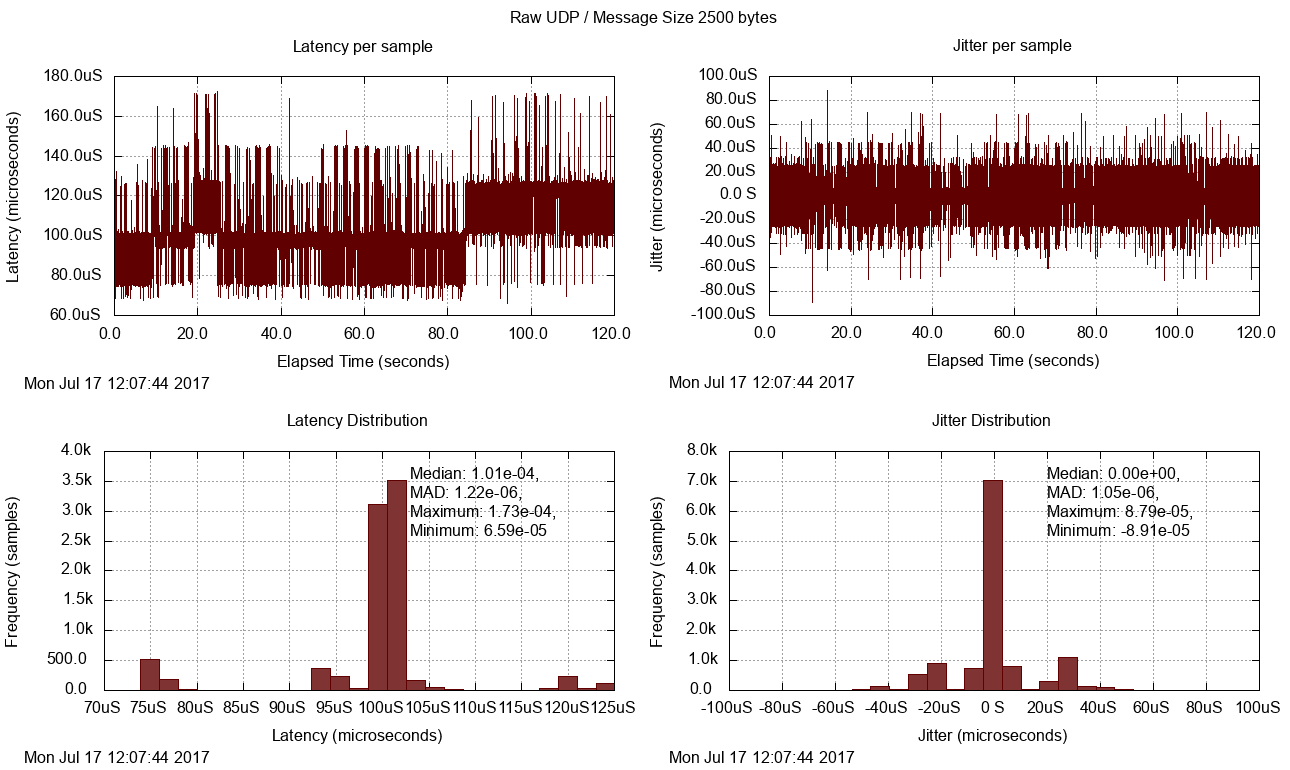 Raw UDP / Message Size 2500 bytes
Latency per sample
180.0uS
160.0uS
140.0uS
120.0uS
100.0uS
80.0uS
60.0uS
Latency (microseconds)
0.0 20.0 40.0 60.0 80.0 100.0 120.0
Elapsed Time (seconds)
Mon Jul 17 12:07:44 2017
Jitter per sample
100.0uS
80.0uS
60.0uS
40.0uS
20.0uS
0.0 S
-20.0uS
-40.0uS
-60.0uS
-80.0uS
-100.0uS
Jitter (microseconds)
0.0 20.0 40.0 60.0 80.0 100.0 120.0
Elapsed Time (seconds)
Mon Jul 17 12:07:44 2017
Latency Distribution
4.0k
3.5k
3.0k
2.5k
2.0k
1.5k
1.0k
500.0
0.0
Frequency (samples)
Median: 1.01e-04,
MAD: 1.22e-06,
Maximum: 1.73e-04,
Minimum: 6.59e-05
70uS 75uS 80uS 85uS 90uS 95uS 100uS 105uS 110uS 115uS 120uS 125uS
Latency (microseconds)
Mon Jul 17 12:07:44 2017
Jitter Distribution
8.0k
7.0k
6.0k
5.0k
4.0k
3.0k
2.0k
1.0k
0.0
Frequency (samples)
Median: 0.00e+00,
MAD: 1.05e-06,
Maximum: 8.79e-05,
Minimum: -8.91e-05
-100uS -80uS -60uS -40uS -20uS 0 S 20uS 40uS 60uS 80uS 100uS
Jitter (microseconds)
Mon Jul 17 12:07:44 2017